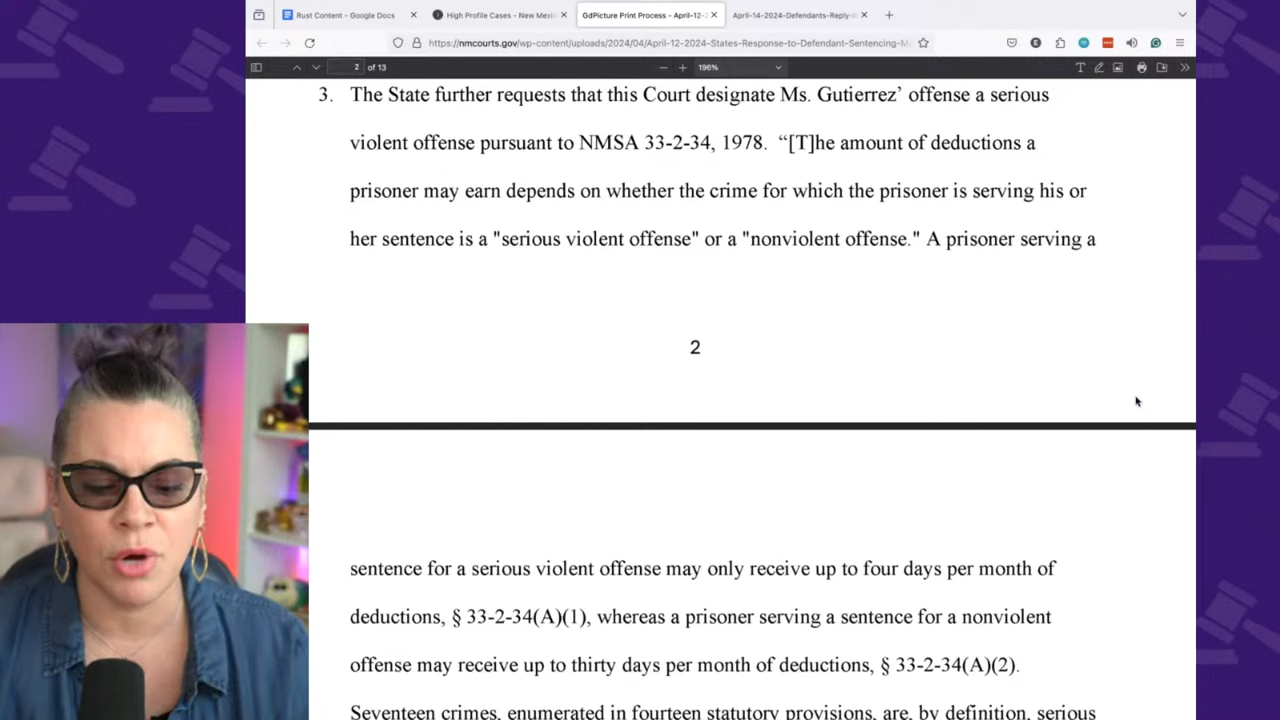 Rust Content - Google Docs
High Profile Cases - New Mexi
GdPicture Print Process - April-12-2
April-14-2024-Defendants-Reply-to
https://nmcourts.gov/wp-content/uploads/2024/04/April-12-2024-States-Response-to-Defendant-Sentencing-M
2 of 13
196%
3. The State further requests that this Court designate Ms. Gutierrez’ offense a serious
violent offense pursuant to NMSA 33-2-34, 1978. “[T]he amount of deductions a
prisoner may earn depends on whether the crime for which the prisoner is serving his or
her sentence is a "serious violent offense" or a "nonviolent offense." A prisoner serving a
2
sentence for a serious violent offense may only receive up to four days per month of
deductions, § 33-2-34(A)(1), whereas a prisoner serving a sentence for a nonviolent
offense may receive up to thirty days per month of deductions, § 33-2-34(A)(2).
Seventeen crimes, enumerated in fourteen statutory provisions, are, by definition, serious